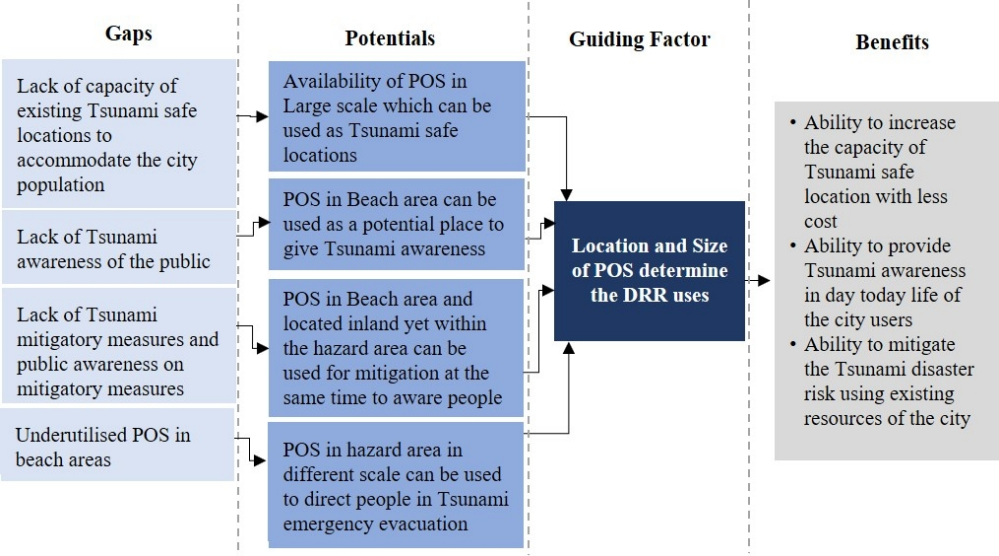 Gaps
Lack of capacity of
existing Tsunami safe
locations to
accommodate the city
population
Lack of Tsunami
awareness of the public
Lack of Tsunami
mitigatory measures and
public awareness on
mitigatory measures
Underutilised POS in
beach areas
Potentials
Availability of POS in
Large scale which can be
used as Tsunami safe
locations
POS in Beach area can be
used as a potential place to
give Tsunami awareness
POS in Beach area and
located inland yet within
the hazard area can be
used for mitigation at the
same time to aware people
POS in hazard area in
different scale can be used
to direct people in Tsunami
emergency evacuation
Guiding Factor
Location and Size
of POS determine
the DRR uses
Benefits
• Ability to increase
the capacity of
Tsunami safe
location with less
cost
• Ability to provide
Tsunami awareness
in day today life of
the city users
• Ability to mitigate
the Tsunami disaster
risk using existing
resources of the city